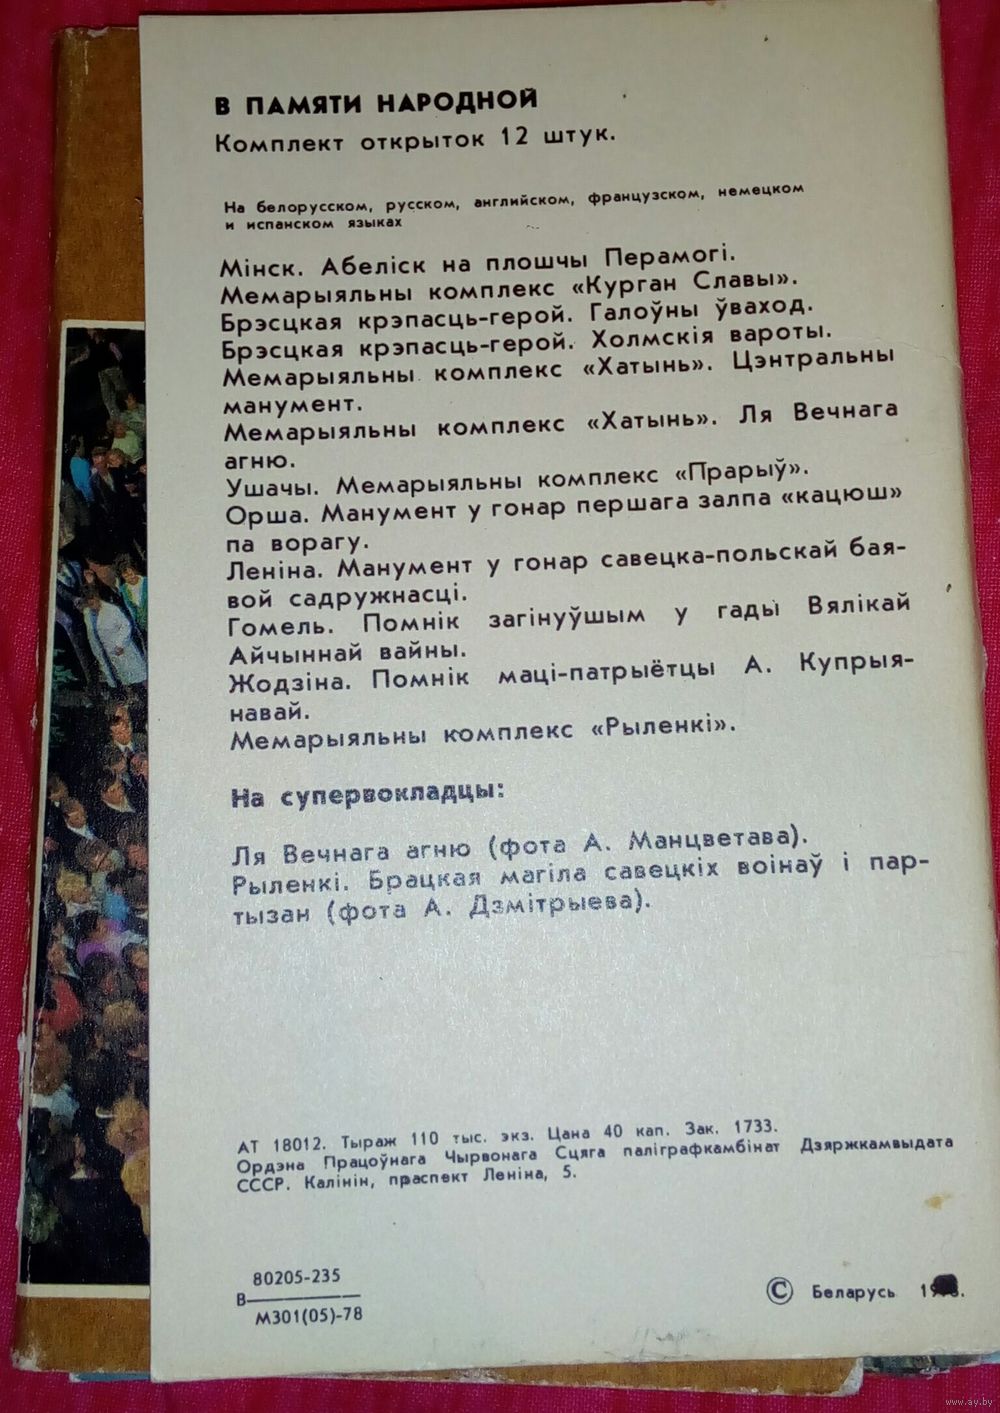 В ПАМЯТИ НАРОДНОЙ
Комплект открыток 12 штук.
На белорусском, русском, английском, французском, немецком
и испанском языках
Мінск. Абеліск на плошчы Перамогі.
Мемарыяльны комплекс «Курган Славы».
Брэсцкая крэпасць-герой. Галоўны ўваход.
Брэсцкая крэпасць-герой. Холмскія вароты.
Мемарыяльны комплекс «Хатынь». Цэнтральны
манумент.
Мемарыяльны комплекс «Хатынь». Ля Вечнага
агню.
Ушачы. Мемарыяльны комплекс «Прарыў».
Орша. Манумент у гонар першага залпа «кацюш»
па ворагу.
Леніна. Манумент у гонар савецка-польскай бая-
вой садружнасці.
Гомель. Помнік загінуўшым у гады Вялікай
Айчыннай вайны.
Жодзіна. Помнік маці-патрыётцы А. Купрыя-
навай.
Мемарыяльны комплекс «Рыленкі».
На супервокладцы:
Ля Вечнага агню (фота А. Манцветава).
Рыленкі. Брацкая магіла савецкіх воінаў і пар-
тызан (фота А. Дзмітрыева).
АТ 18012. Тыраж 110 тыс. экз. Цана 40 кап. Зак. 1733.
Ордэна Працоўнага Чырвонага Сцяга паліграфкамбінат Дзяржкамвыдата
СССР. Калінін, праспект Леніна, 5.
80205-235
В
М301(05)-78
© Беларусь
www.ay.by